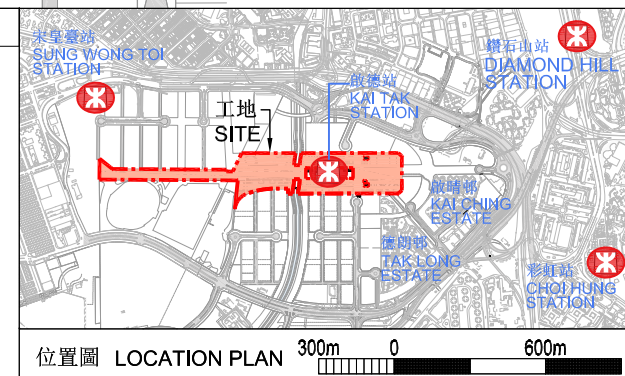 宋皇臺站
SUNG WONG TOI
STATION
鑽石山站
DIAMOND HILL
STATION
啟德站
KAI TAK
STATION
工地
SITE
啟晴邨
KAI CHING
ESTATE
德朗邨
TAK LONG
ESTATE
彩虹站
CHOI HUNG
STATION
位置圖 LOCATION PLAN
300m 0 600m